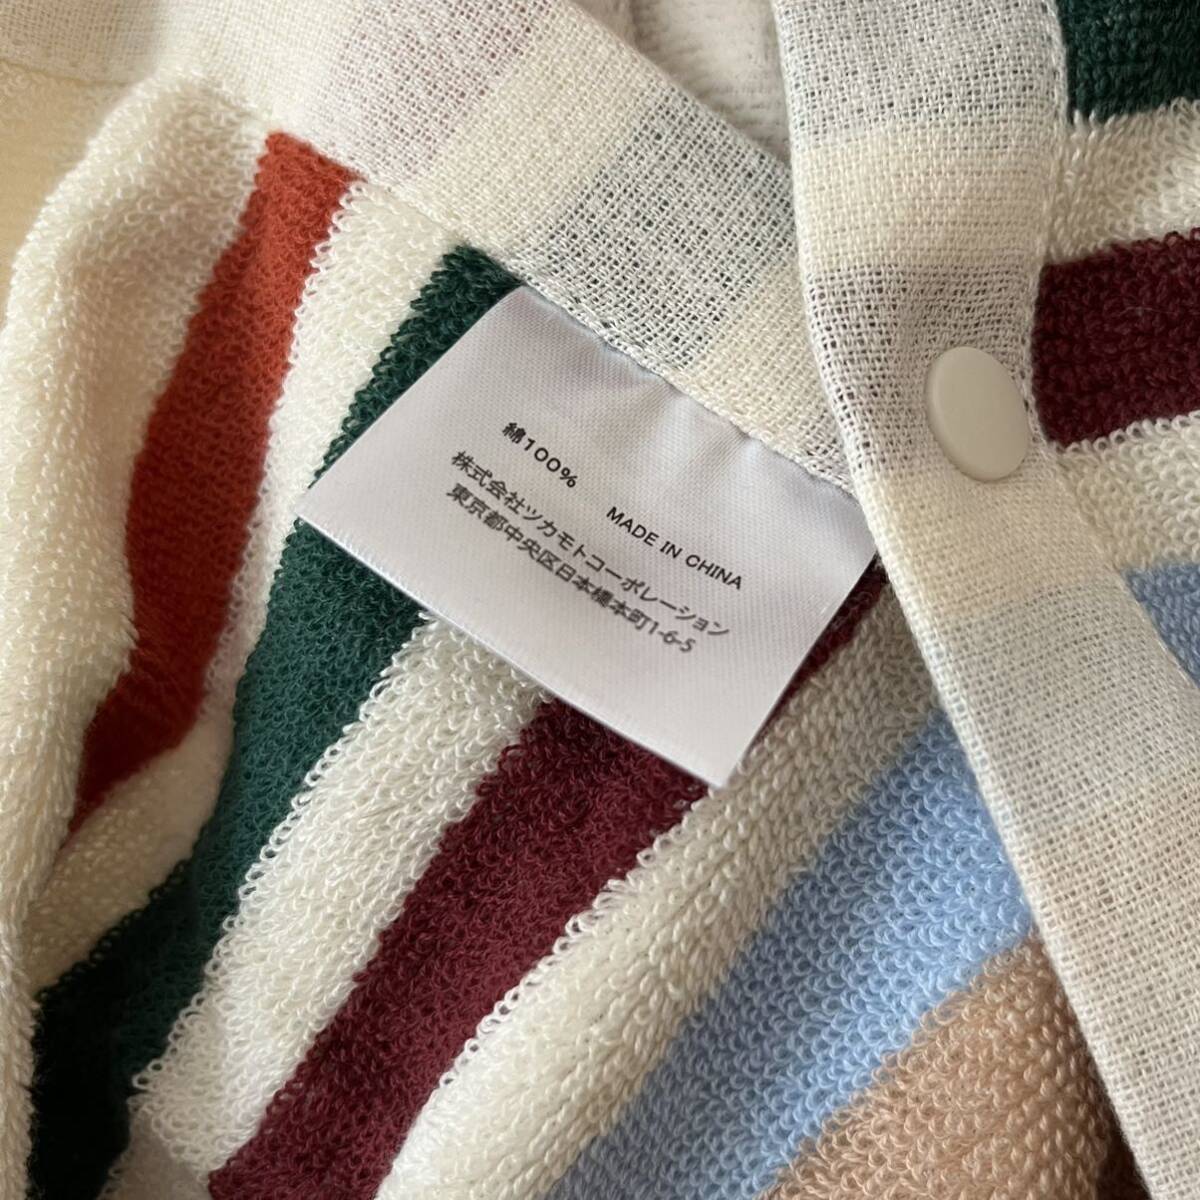 綿100%
MADE IN CHINA
株式会社ツカモトコーポレーション
東京都中央区日本橋本町1-6-5